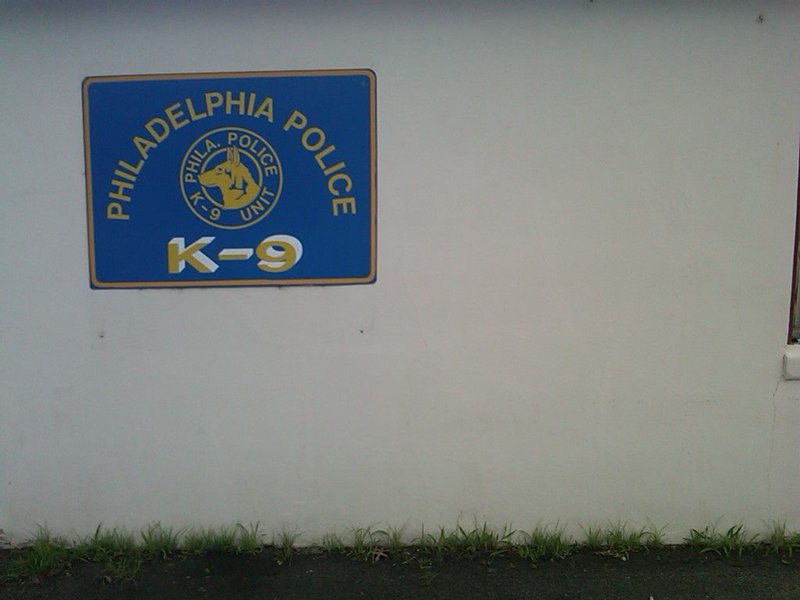 PHILADELPHIA POLICE
PHILA. POLICE
K-9 UNIT
K-9